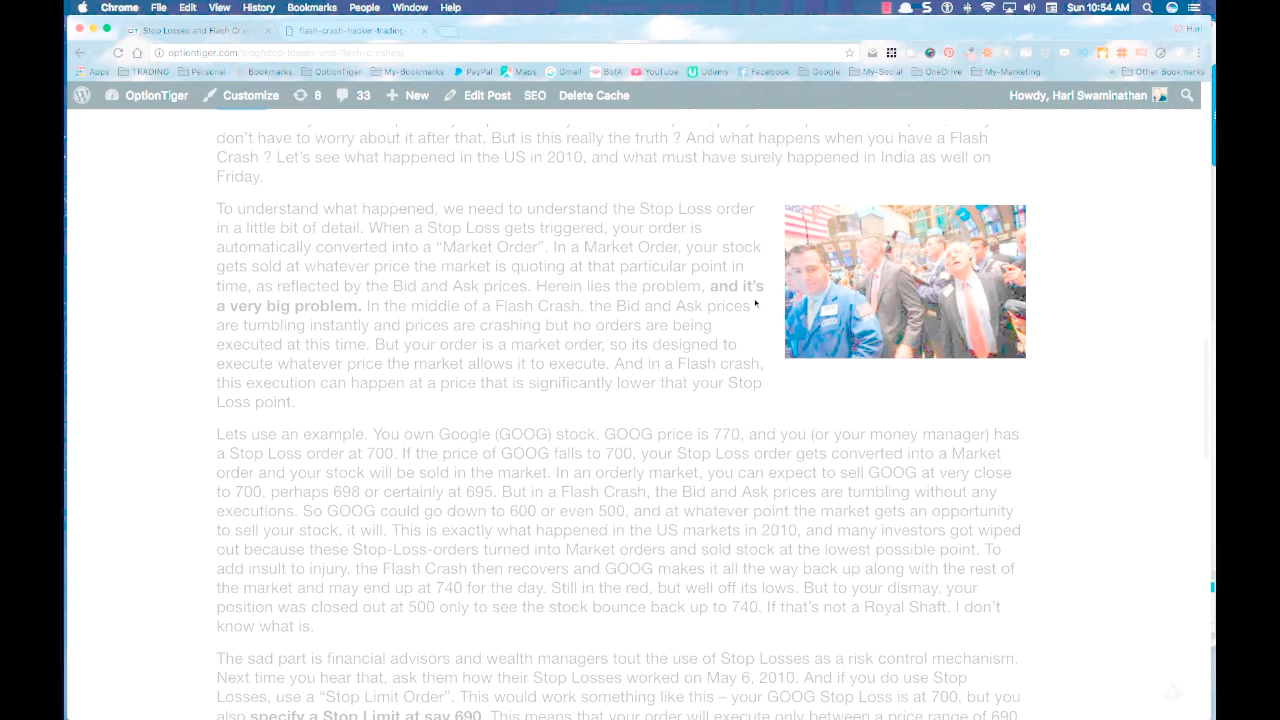 Chrome File Edit View History Bookmarks People Window Help
Sun 10:54 AM
Stop Losses and Flash Cras
flash-crash-hacker-trading-
Hari
optiontiger.com/blog/stop-losses-and-flash-crashes/
Apps TRADING Personal Bookmarks OptionTiger My-Bookmarks PayPal Maps Gmail BofA YouTube Udemy Facebook Google My-Social OneDrive My-Marketing » Other Bookmarks
OptionTiger Customize 8 33 New Edit Post SEO Delete Cache Howdy, Hari Swaminathan
don't have to worry about it after that. But is this really the truth ? And what happens when you have a Flash
Crash ? Let's see what happened in the US in 2010, and what must have surely happened in India as well on
Friday.
To understand what happened, we need to understand the Stop Loss order
in a little bit of detail. When a Stop Loss gets triggered, your order is
automatically converted into a “Market Order”. In a Market Order, your stock
gets sold at whatever price the market is quoting at that particular point in
time, as reflected by the Bid and Ask prices. Herein lies the problem, and it's
a very big problem. In the middle of a Flash Crash, the Bid and Ask prices
are tumbling instantly and prices are crashing but no orders are being
executed at this time. But your order is a market order, so its designed to
execute whatever price the market allows it to execute. And in a Flash crash,
this execution can happen at a price that is significantly lower that your Stop
Loss point.
Lets use an example. You own Google (GOOG) stock. GOOG price is 770, and you (or your money manager) has
a Stop Loss order at 700. If the price of GOOG falls to 700, your Stop Loss order gets converted into a Market
order and your stock will be sold in the market. In an orderly market, you can expect to sell GOOG at very close
to 700, perhaps 698 or certainly at 695. But in a Flash Crash, the Bid and Ask prices are tumbling without any
executions. So GOOG could go down to 600 or even 500, and at whatever point the market gets an opportunity
to sell your stock, it will. This is exactly what happened in the US markets in 2010, and many investors got wiped
out because these Stop-Loss-orders turned into Market orders and sold stock at the lowest possible point. To
add insult to injury, the Flash Crash then recovers and GOOG makes it all the way back up along with the rest of
the market and may end up at 740 for the day. Still in the red, but well off its lows. But to your dismay, your
position was closed out at 500 only to see the stock bounce back up to 740. If that's not a Royal Shaft, I don't
know what is.
The sad part is financial advisors and wealth managers tout the use of Stop Losses as a risk control mechanism.
Next time you hear that, ask them how their Stop Losses worked on May 6, 2010. And if you do use Stop
Losses, use a “Stop Limit Order”. This would work something like this – your GOOG Stop Loss is at 700, but you
also specify a Stop Limit at say 690. This means that your order will execute only between a price range of 690